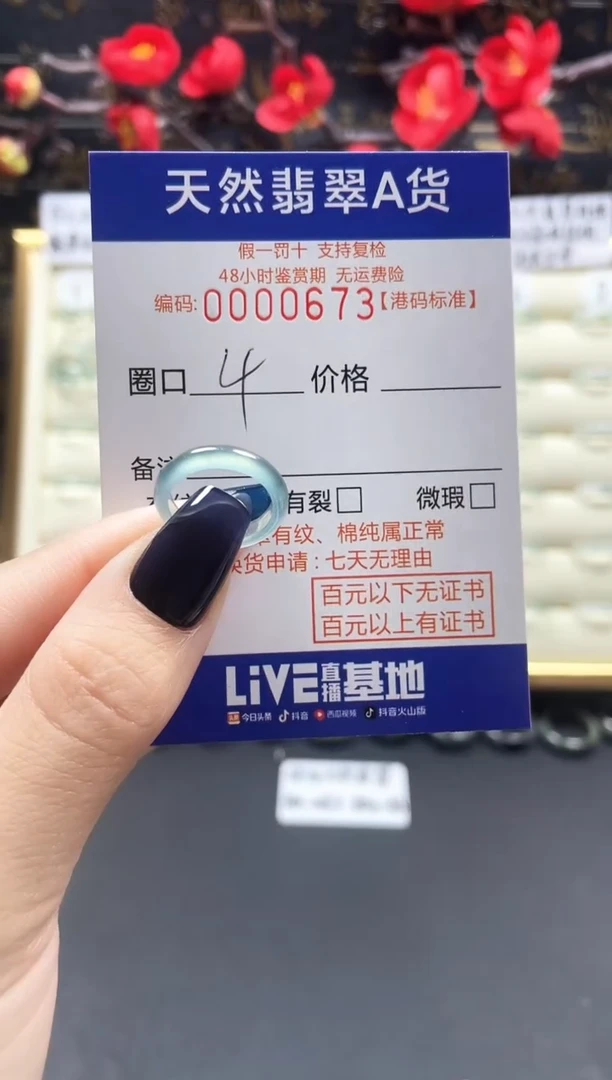 天然翡翠A货
假一罚十 支持复检
48小时鉴赏期 无运费险
编码: 0000673【港码标准】
圈口 4 价格
备注
有裂□ 微瑕□
有纹、棉纯属正常
换货申请：七天无理由
百元以下无证书
百元以上有证书
LiVE直播基地
头条 今日头条 抖音 西瓜视频 抖音火山版